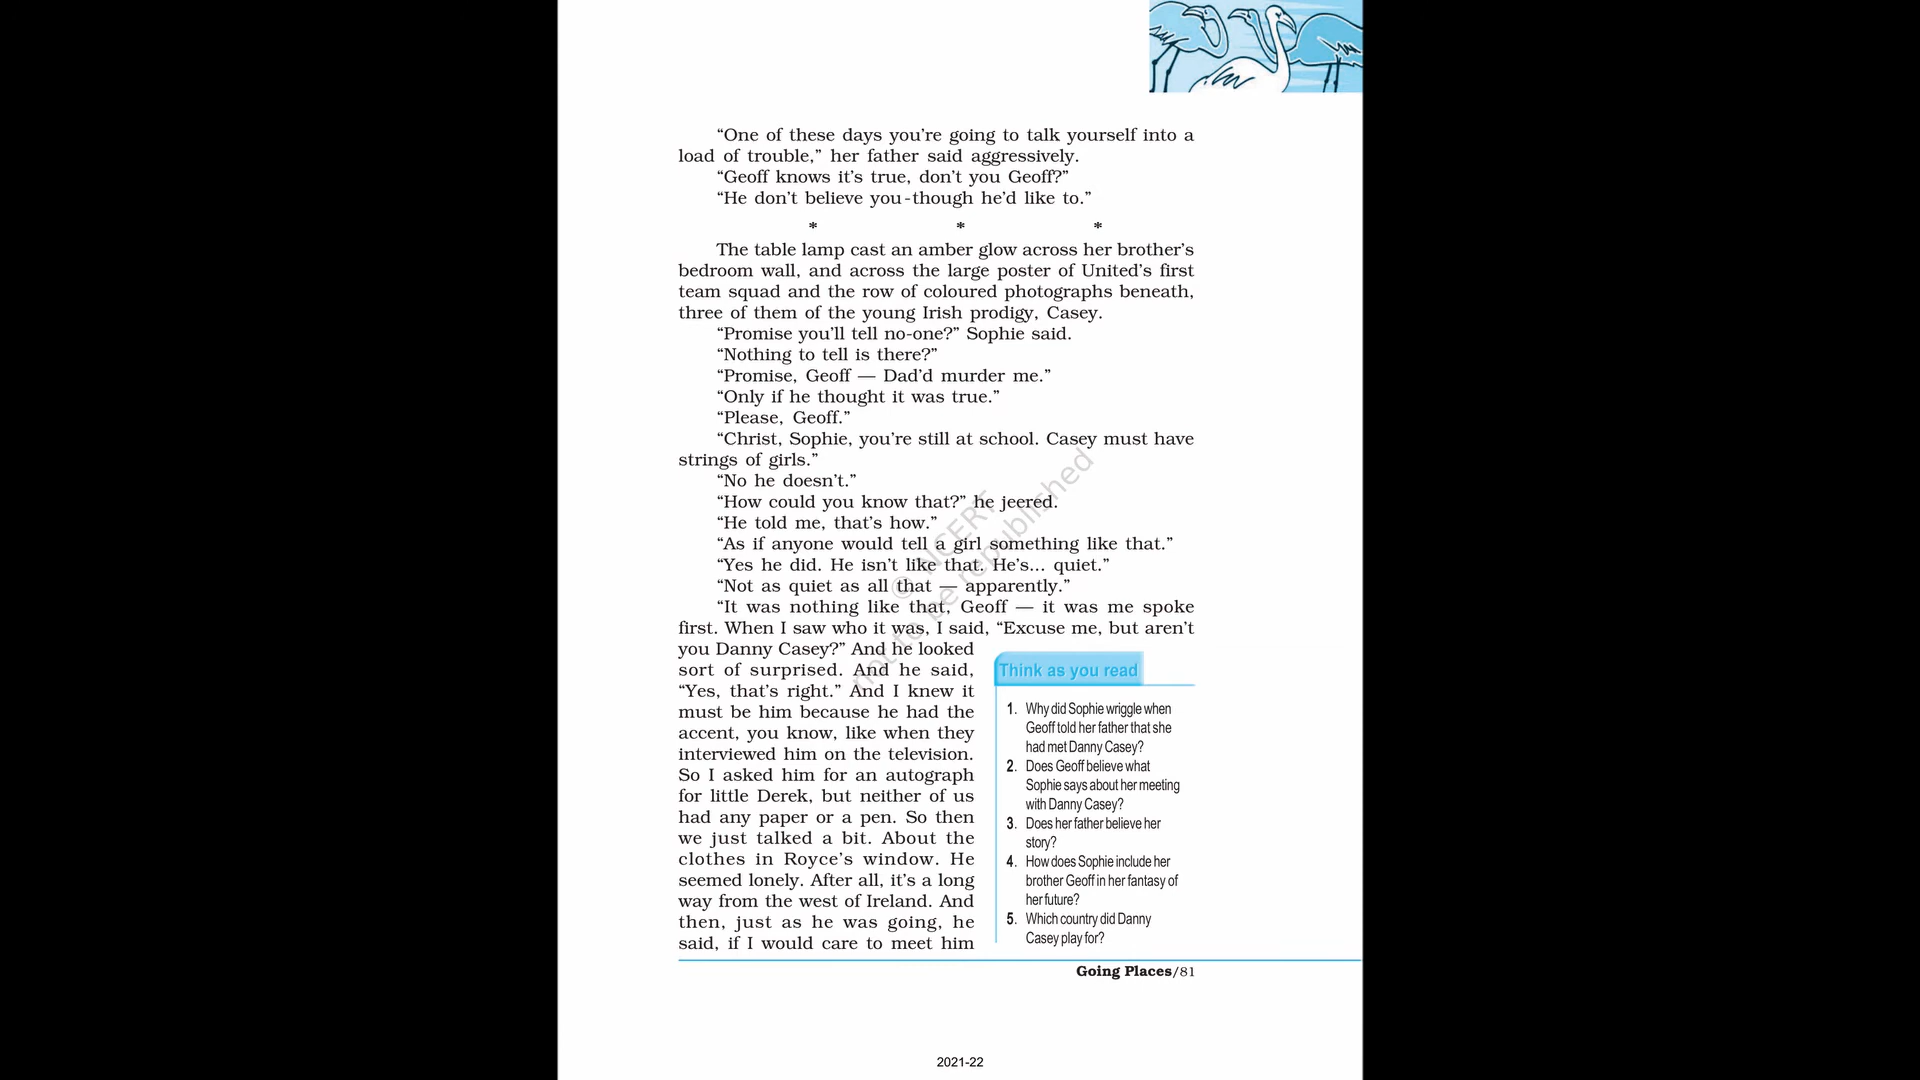 “One of these days you’re going to talk yourself into a
load of trouble,” her father said aggressively.
“Geoff knows it’s true, don’t you Geoff?”
“He don’t believe you-though he’d like to.”
* * *
The table lamp cast an amber glow across her brother’s
bedroom wall, and across the large poster of United’s first
team squad and the row of coloured photographs beneath,
three of them of the young Irish prodigy, Casey.
“Promise you’ll tell no-one?” Sophie said.
“Nothing to tell is there?”
“Promise, Geoff — Dad’d murder me.”
“Only if he thought it was true.”
“Please, Geoff.”
“Christ, Sophie, you’re still at school. Casey must have
strings of girls.”
“No he doesn’t.”
“How could you know that?” he jeered.
“He told me, that’s how.”
“As if anyone would tell a girl something like that.”
“Yes he did. He isn’t like that. He’s... quiet.”
“Not as quiet as all that — apparently.”
“It was nothing like that, Geoff — it was me spoke
first. When I saw who it was, I said, “Excuse me, but aren’t
you Danny Casey?” And he looked
sort of surprised. And he said,
“Yes, that’s right.” And I knew it
must be him because he had the
accent, you know, like when they
interviewed him on the television.
So I asked him for an autograph
for little Derek, but neither of us
had any paper or a pen. So then
we just talked a bit. About the
clothes in Royce’s window. He
seemed lonely. After all, it’s a long
way from the west of Ireland. And
then, just as he was going, he
said, if I would care to meet him
Think as you read
1. Why did Sophie wriggle when
Geoff told her father that she
had met Danny Casey?
2. Does Geoff believe what
Sophie says about her meeting
with Danny Casey?
3. Does her father believe her
story?
4. How does Sophie include her
brother Geoff in her fantasy of
her future?
5. Which country did Danny
Casey play for?
Going Places/81
2021-22
© NCERT
not to be republished